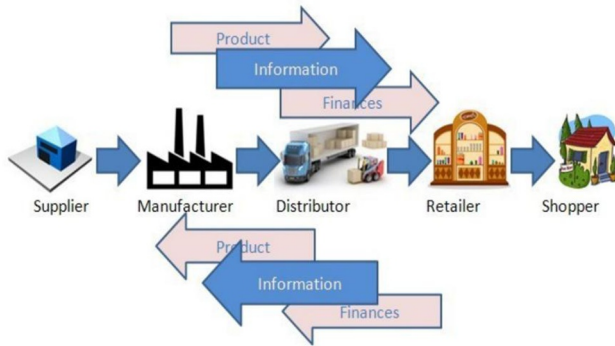 Product
Information
Finances
Supplier
Manufacturer
Distributor
Retailer
Shopper
Product
Information
Finances